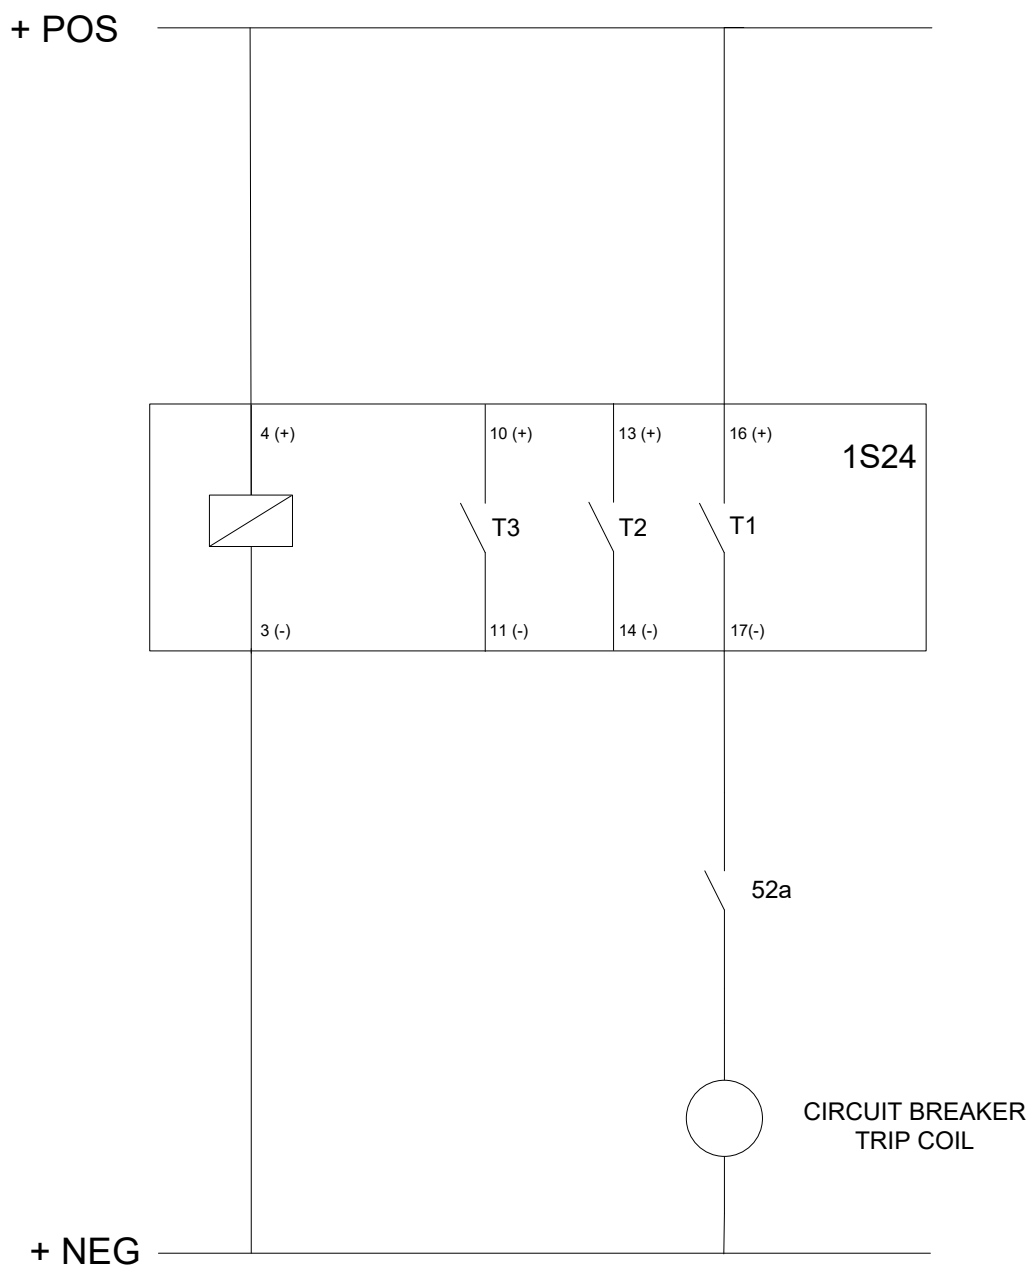 + POS
4 (+)
10 (+)
13 (+)
16 (+)
1S24
T3
T2
T1
3 (-)
11 (-)
14 (-)
17(-)
52a
CIRCUIT BREAKER
TRIP COIL
+ NEG